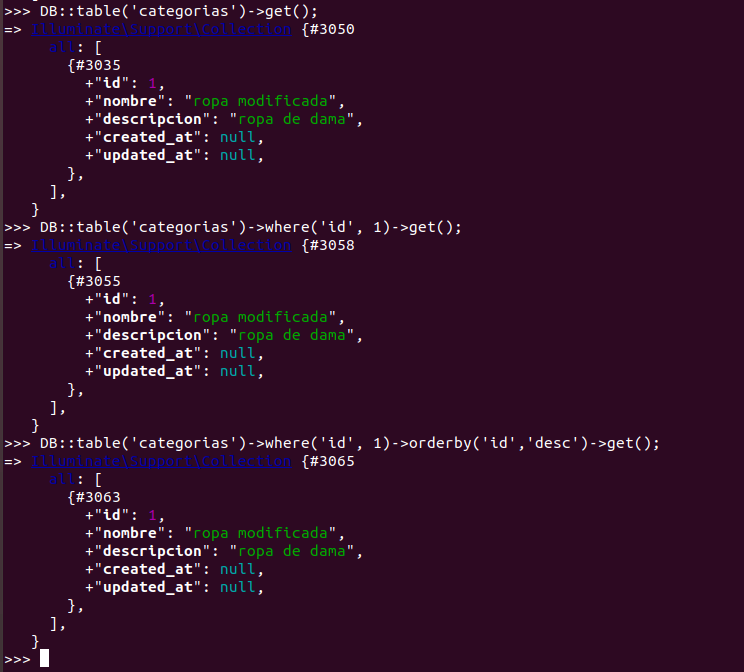 >>> DB::table('categorias')->get();
=> Illuminate\Support\Collection {#3050
     all: [
       {#3035
         +"id": 1,
         +"nombre": "ropa modificada",
         +"descripcion": "ropa de dama",
         +"created_at": null,
         +"updated_at": null,
       },
     ],
   }
>>> DB::table('categorias')->where('id', 1)->get();
=> Illuminate\Support\Collection {#3058
     all: [
       {#3055
         +"id": 1,
         +"nombre": "ropa modificada",
         +"descripcion": "ropa de dama",
         +"created_at": null,
         +"updated_at": null,
       },
     ],
   }
>>> DB::table('categorias')->where('id', 1)->orderby('id','desc')->get();
=> Illuminate\Support\Collection {#3065
     all: [
       {#3063
         +"id": 1,
         +"nombre": "ropa modificada",
         +"descripcion": "ropa de dama",
         +"created_at": null,
         +"updated_at": null,
       },
     ],
   }
>>>